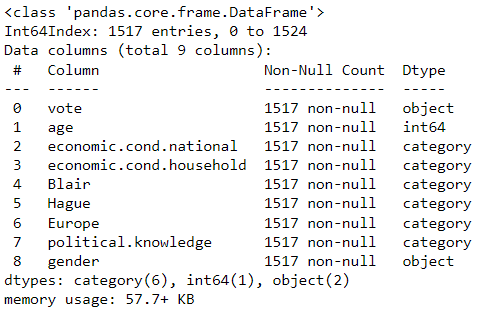 <class 'pandas.core.frame.DataFrame'>
Int64Index: 1517 entries, 0 to 1524
Data columns (total 9 columns):
 #   Column                   Non-Null Count  Dtype
---  ------                   --------------  -----
 0   vote                     1517 non-null   object
 1   age                      1517 non-null   int64
 2   economic.cond.national   1517 non-null   category
 3   economic.cond.household  1517 non-null   category
 4   Blair                    1517 non-null   category
 5   Hague                    1517 non-null   category
 6   Europe                   1517 non-null   category
 7   political.knowledge      1517 non-null   category
 8   gender                   1517 non-null   object
dtypes: category(6), int64(1), object(2)
memory usage: 57.7+ KB